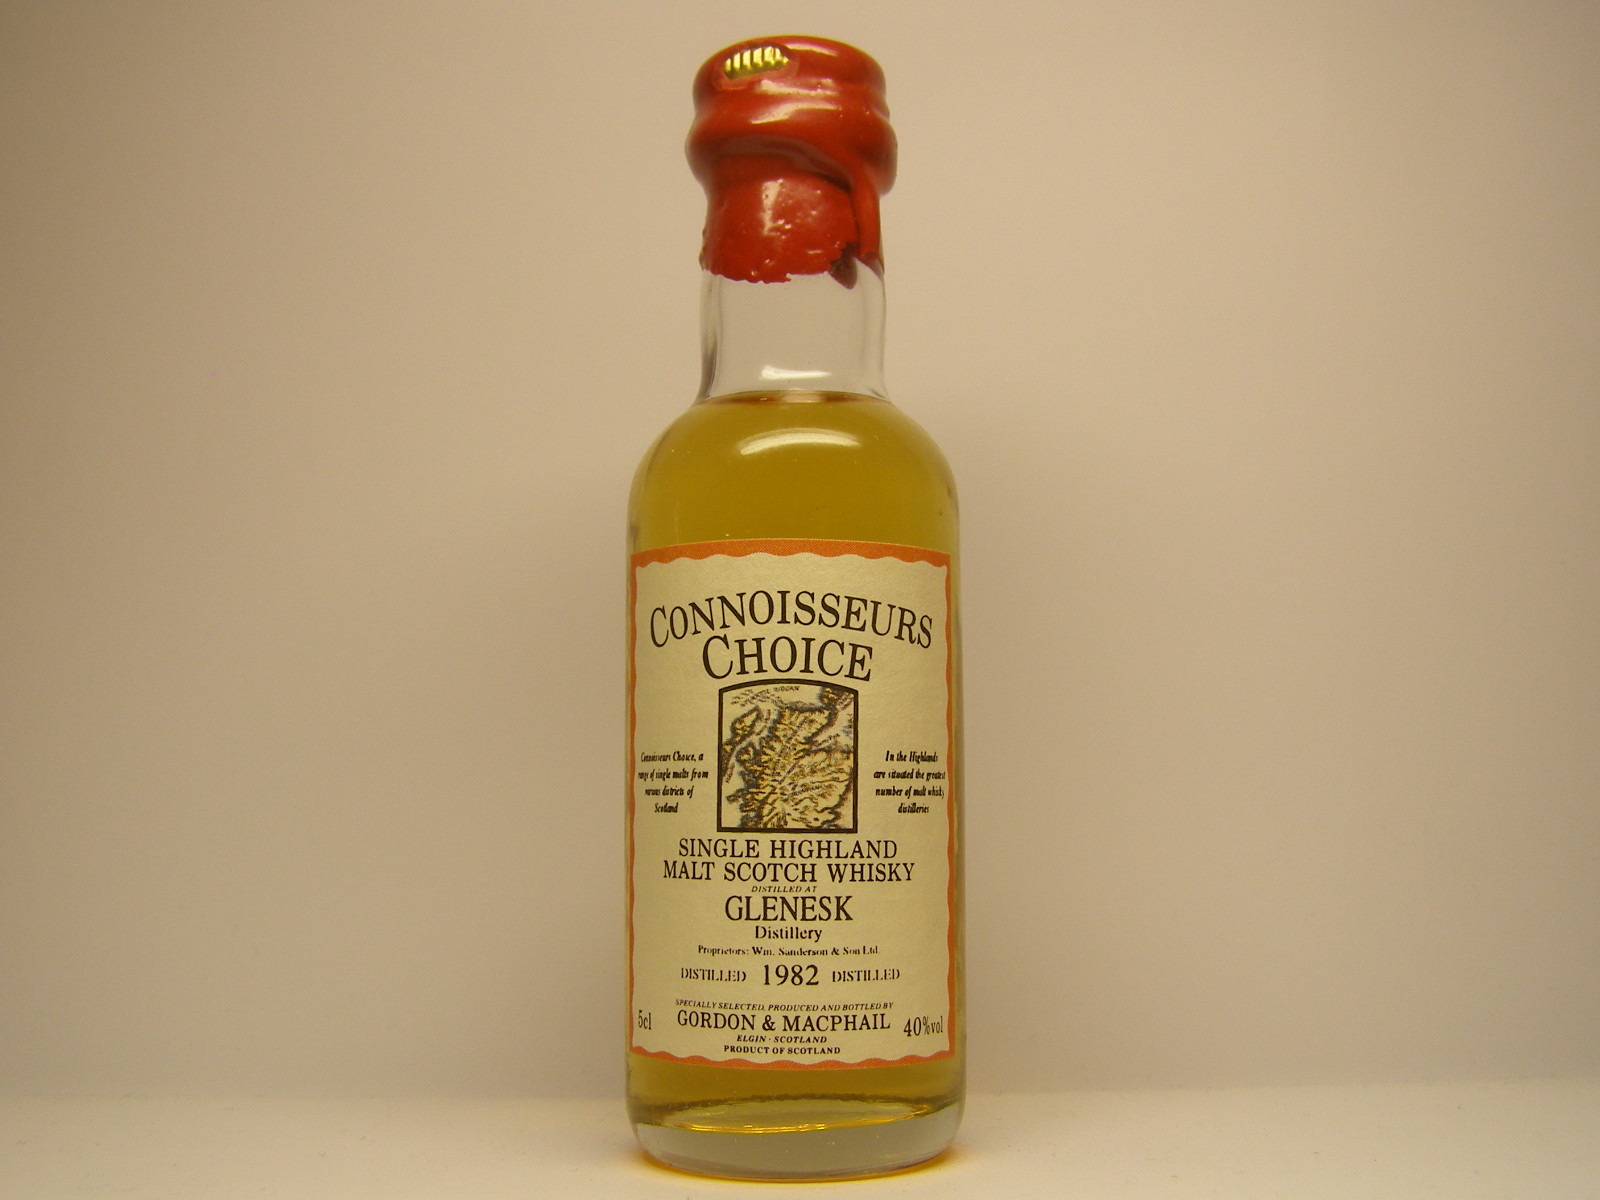 CONNOISSEURS
CHOICE
Connoisseurs Choice, a
range of single malts from
various districts of
Scotland
In the Highlands
are situated the greatest
number of malt whisky
distilleries
SINGLE HIGHLAND
MALT SCOTCH WHISKY
DISTILLED AT
GLENESK
Distillery
Proprietors: Wm. Sanderson & Son Ltd.
DISTILLED 1982 DISTILLED
SPECIALLY SELECTED, PRODUCED AND BOTTLED BY
5cl GORDON & MACPHAIL 40%vol
ELGIN · SCOTLAND
PRODUCT OF SCOTLAND